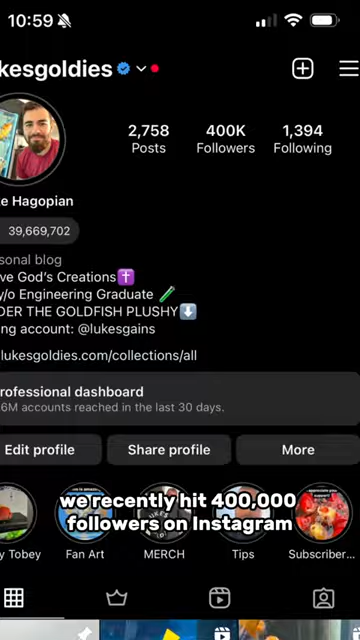 10:59
kesgoldies
2,758 400K 1,394
Posts Followers Following
e Hagopian
39,669,702
sonal blog
ve God's Creations
y/o Engineering Graduate
DER THE GOLDFISH PLUSHY
ing account: @lukesgains
lukesgoldies.com/collections/all
rofessional dashboard
6M accounts reached in the last 30 days.
Edit profile Share profile More
we recently hit 400,000
followers on Instagram
y Tobey Fan Art MERCH Tips Subscriber...